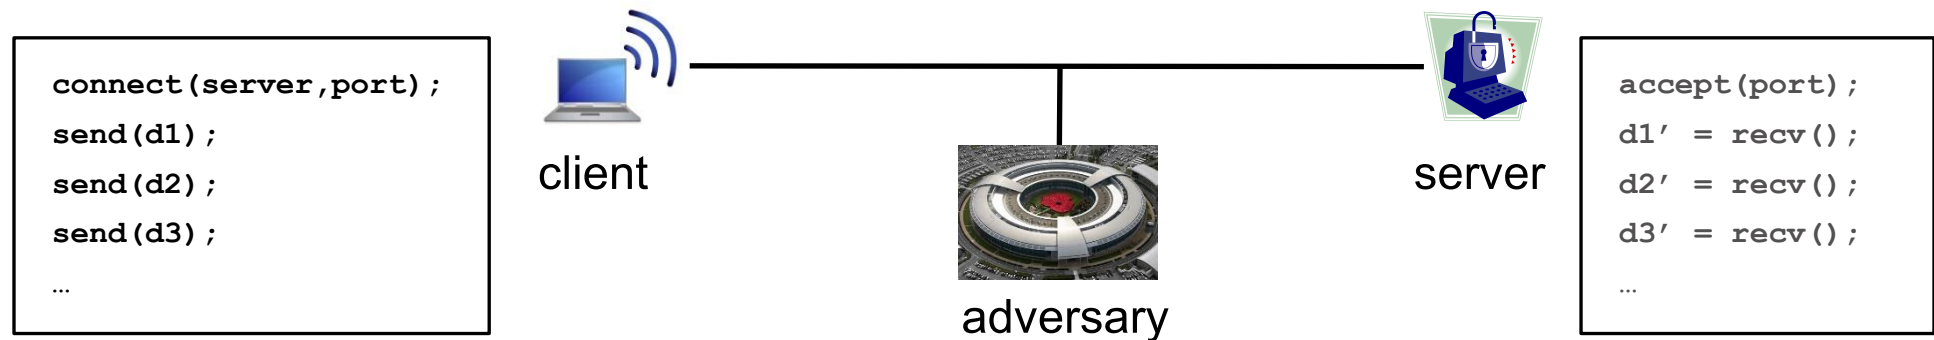 connect(server,port);
send(d1);
send(d2);
send(d3);
…
client
adversary
server
accept(port);
d1’ = recv();
d2’ = recv();
d3’ = recv();
…